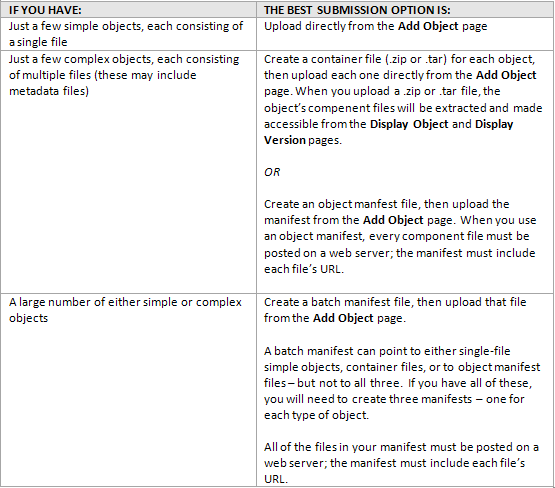 IF YOU HAVE:
THE BEST SUBMISSION OPTION IS:
Just a few simple objects, each consisting of
a single file
Upload directly from the Add Object page
Just a few complex objects, each consisting
of multiple files (these may include
metadata files)
Create a container file (.zip or .tar) for each object,
then upload each one directly from the Add Object
page. When you upload a .zip or .tar file, the
object's compenent files will be extracted and made
accessible from the Display Object and Display
Version pages.
OR
Create an object manfest file, then upload the
manifest from the Add Object page. When you use
an object manifest, every component file must be
posted on a web server; the manifest must include
each file's URL.
A large number of either simple or complex
objects
Create a batch manifest file, then upload that file
from the Add Object page.
A batch manifest can point to either single-file
simple objects, container files, or to object manifest
files – but not to all three. If you have all of these,
you will need to create three manifests – one for
each type of object.
All of the files in your manifest must be posted on a
web server; the manifest must include each file's
URL.